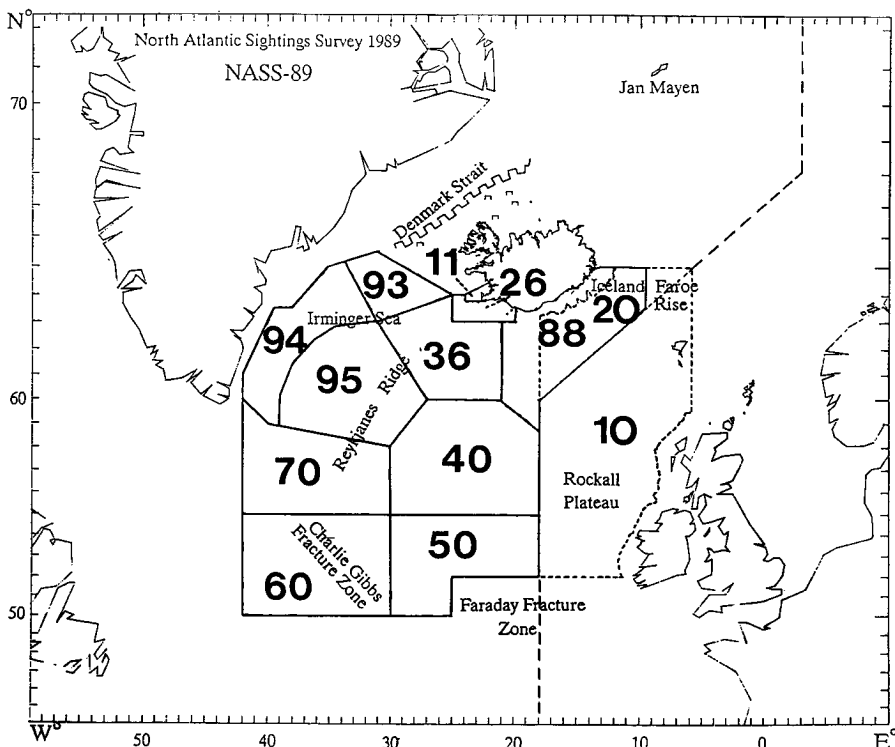 N°
North Atlantic Sightings Survey 1989
NASS-89
Jan Mayen
70
Denmark Strait
11
93
26
Iceland Faroe
Rise
20
Irminger Sea
94
88
36
95
Reykjanes Ridge
60
10
40
70
Rockall
Plateau
Charlie Gibbs
Fracture Zone
50
60
Faraday Fracture
Zone
50
W°
50
40
30
20
10
0
E